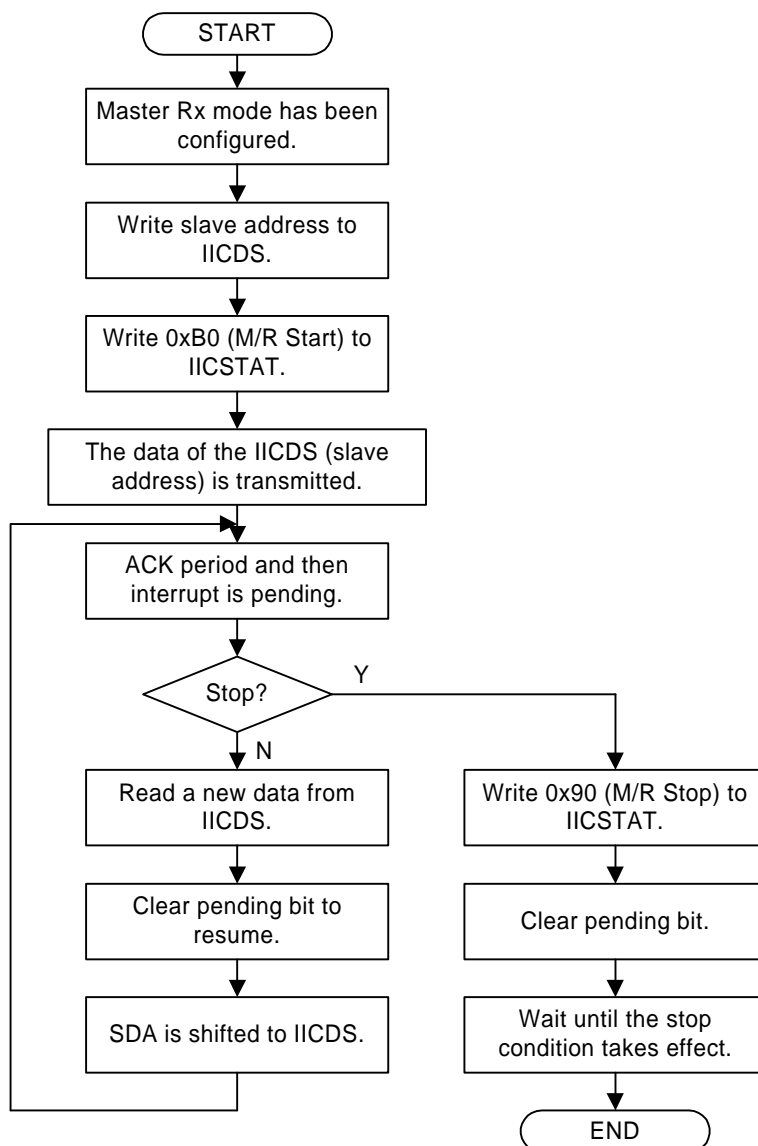 START
Master Rx mode has been
configured.
Write slave address to
IICDS.
Write 0xB0 (M/R Start) to
IICSTAT.
The data of the IICDS (slave
address) is transmitted.
ACK period and then
interrupt is pending.
Stop?
Y
N
Read a new data from
IICDS.
Clear pending bit to
resume.
SDA is shifted to IICDS.
Write 0x90 (M/R Stop) to
IICSTAT.
Clear pending bit.
Wait until the stop
condition takes effect.
END